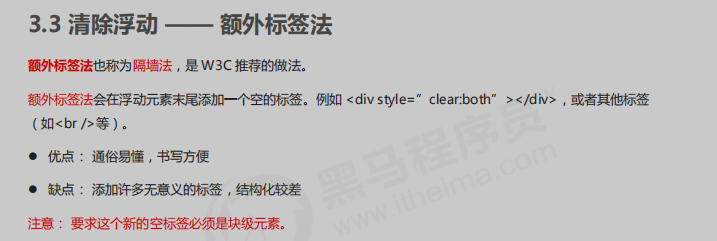 3.3 清除浮动 —— 额外标签法
额外标签法也称为隔墙法，是 W3C 推荐的做法。
额外标签法会在浮动元素末尾添加一个空的标签。例如 <div style=”clear:both”></div>，或者其他标签
（如<br />等）。
● 优点： 通俗易懂，书写方便
● 缺点： 添加许多无意义的标签，结构化较差
注意： 要求这个新的空标签必须是块级元素。
黑马程序员
www.itheima.com